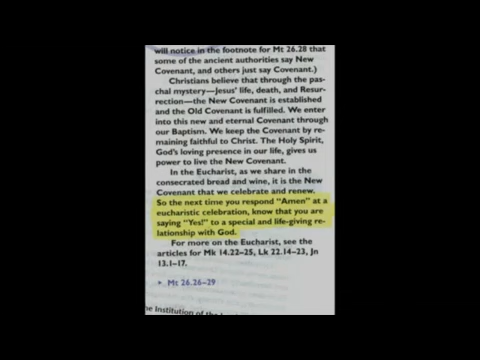 will notice in the footnote for Mt 26.28 that
some of the ancient authorities say New
Covenant, and others just say Covenant.)
Christians believe that through the pas-
chal mystery—Jesus' life, death, and Resur-
rection—the New Covenant is established
and the Old Covenant is fulfilled. We enter
into this new and eternal Covenant through
our Baptism. We keep the Covenant by re-
maining faithful to Christ. The Holy Spirit,
God's loving presence in our life, gives us
power to live the New Covenant.
In the Eucharist, as we share in the
consecrated bread and wine, it is the New
Covenant that we celebrate and renew.
So the next time you respond "Amen" at a
eucharistic celebration, know that you are
saying "Yes!" to a special and life-giving re-
lationship with God.
For more on the Eucharist, see the
articles for Mk 14.22–25, Lk 22.14–23, Jn
13.1–17.
▸ Mt 26.26–29
he Institution of the